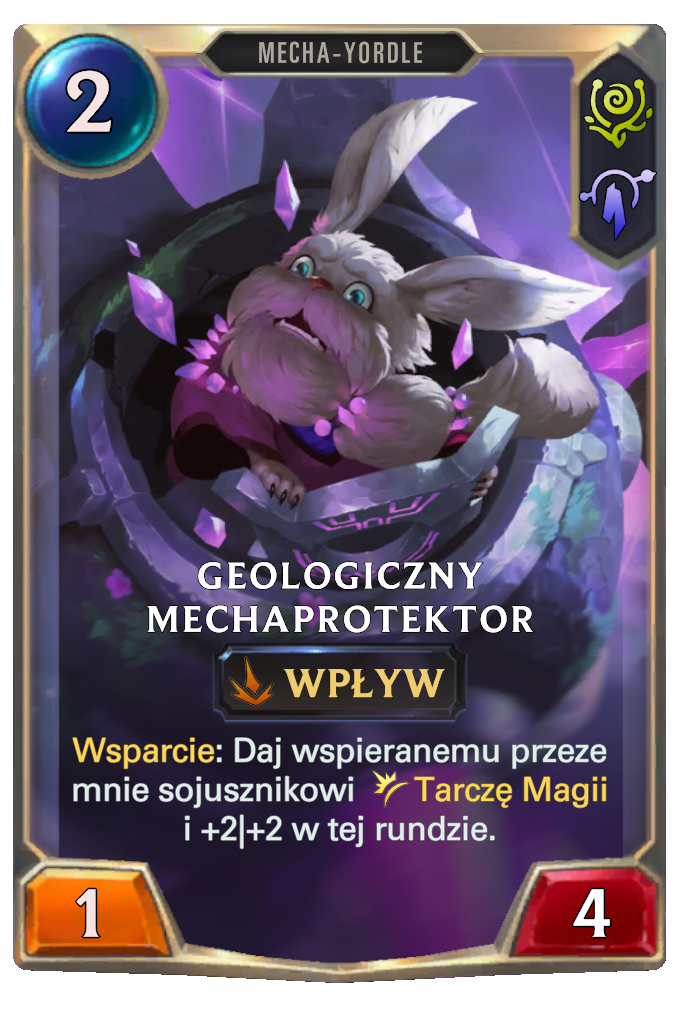 MECHA-YORDLE
2
GEOLOGICZNY
MECHAPROTEKTOR
WPŁYW
Wsparcie: Daj wspieranemu przeze
mnie sojusznikowi Tarczę Magii
i +2|+2 w tej rundzie.
1
4